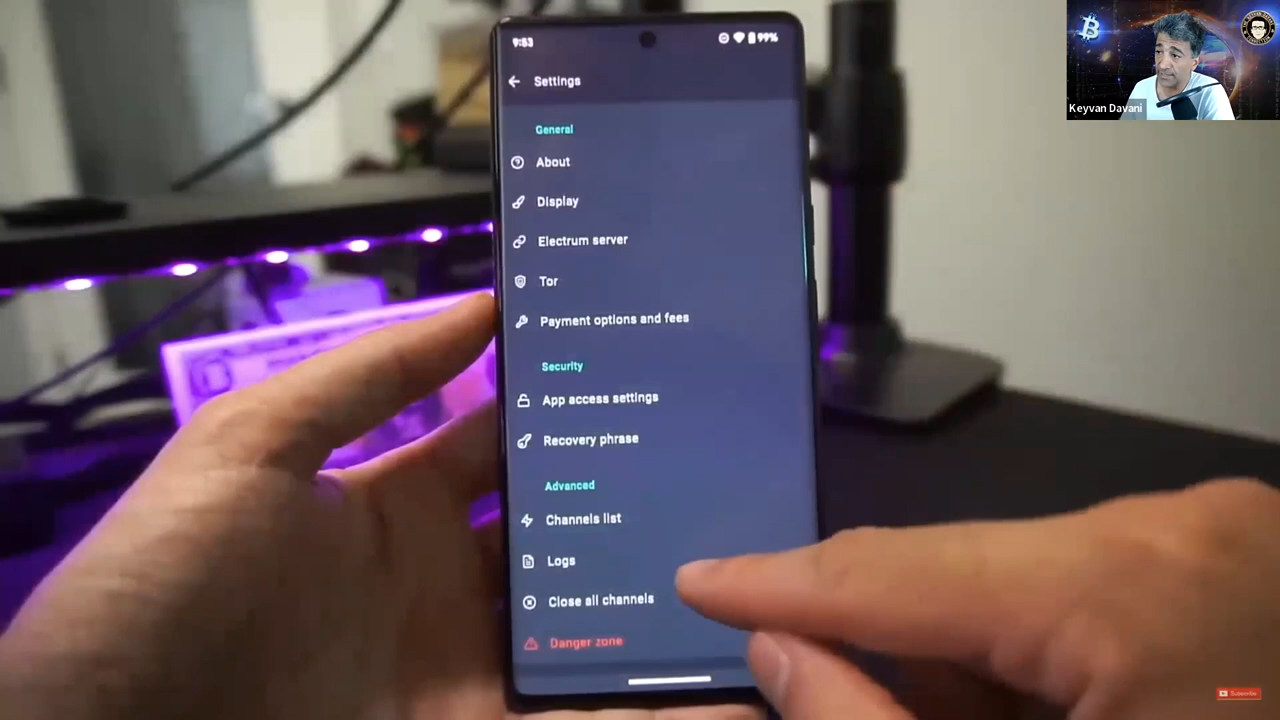 9:53
99%
Settings
General
About
Display
Electrum server
Tor
Payment options and fees
Security
App access settings
Recovery phrase
Advanced
Channels list
Logs
Close all channels
Danger zone
Keyvan Davani
Subscribe